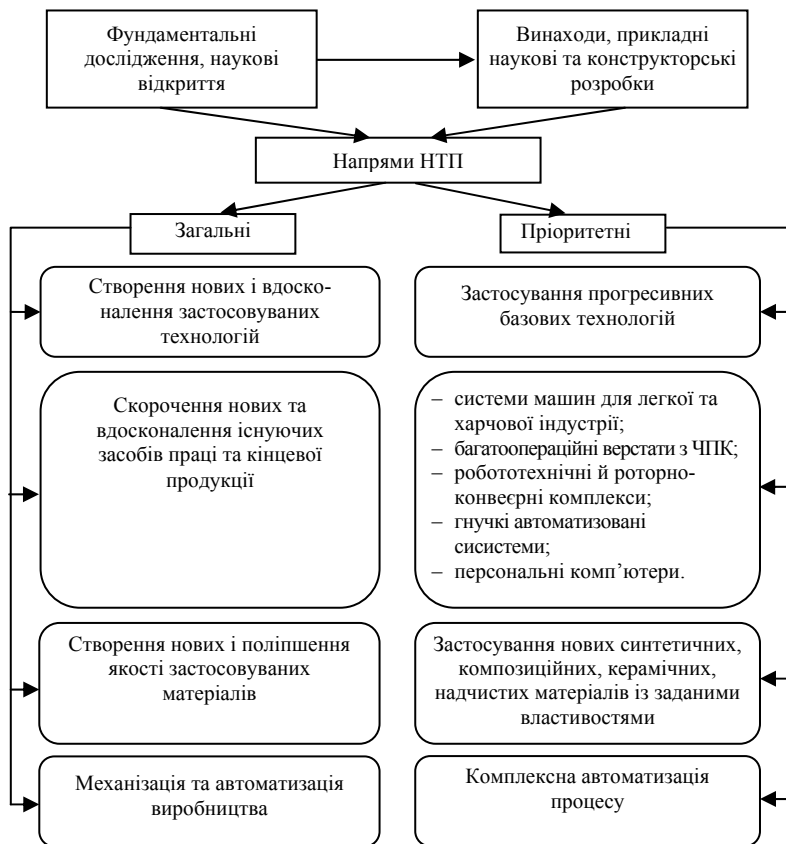 Фундаментальні
дослідження, наукові
відкриття
Винаходи, прикладні
наукові та конструкторські
розробки
Напрями НТП
Загальні
Пріоритетні
Створення нових і вдоско-
налення застосовуваних
технологій
Застосування прогресивних
базових технологій
Скорочення нових та
вдосконалення існуючих
засобів праці та кінцевої
продукції
– системи машин для легкої та
харчової індустрії;
– багатоопераційні верстати з ЧПК;
– робототехнічні й роторно-
конвеєрні комплекси;
– гнучкі автоматизовані
сисистеми;
– персональні комп’ютери.
Створення нових і поліпшення
якості застосовуваних
матеріалів
Застосування нових синтетичних,
композиційних, керамічних,
надчистих матеріалів із заданими
властивостями
Механізація та автоматизація
виробництва
Комплексна автоматизація
процесу